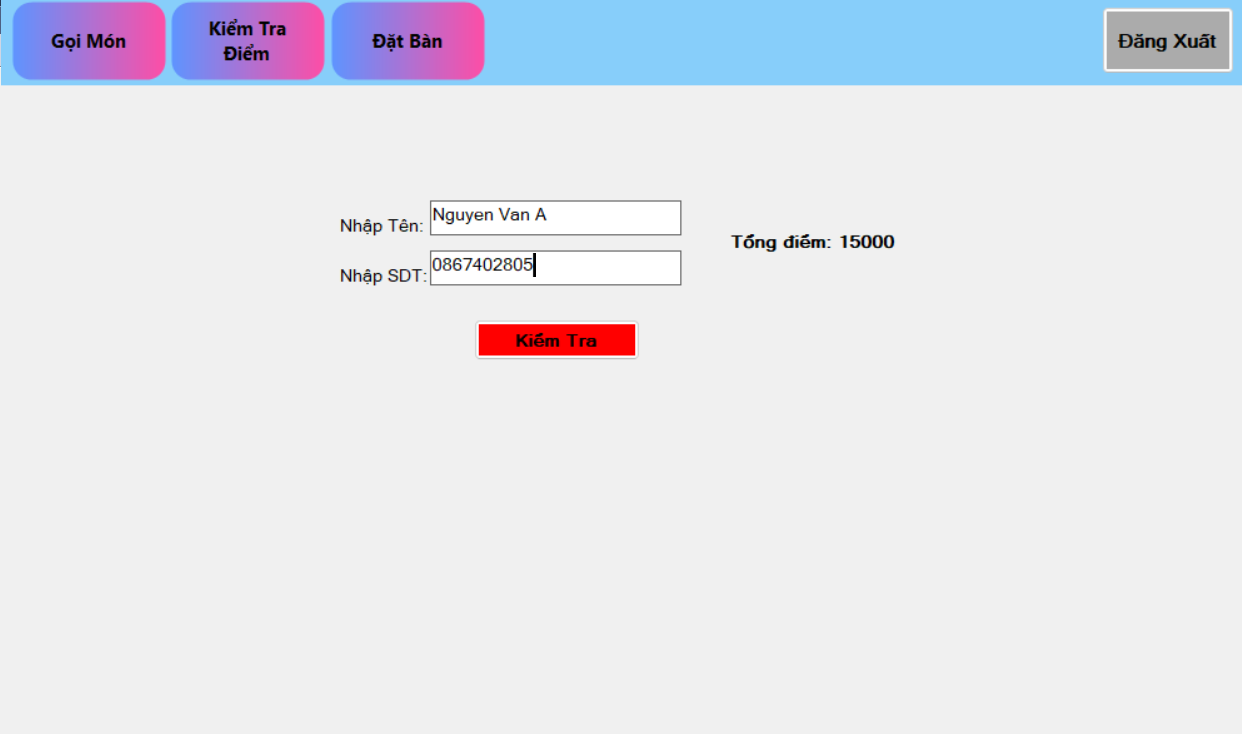 Gọi Món
Kiểm Tra
Điểm
Đặt Bàn
Đăng Xuất
Nhập Tên:
Nguyen Van A
Tổng điểm: 15000
Nhập SDT:
0867402805
Kiểm Tra